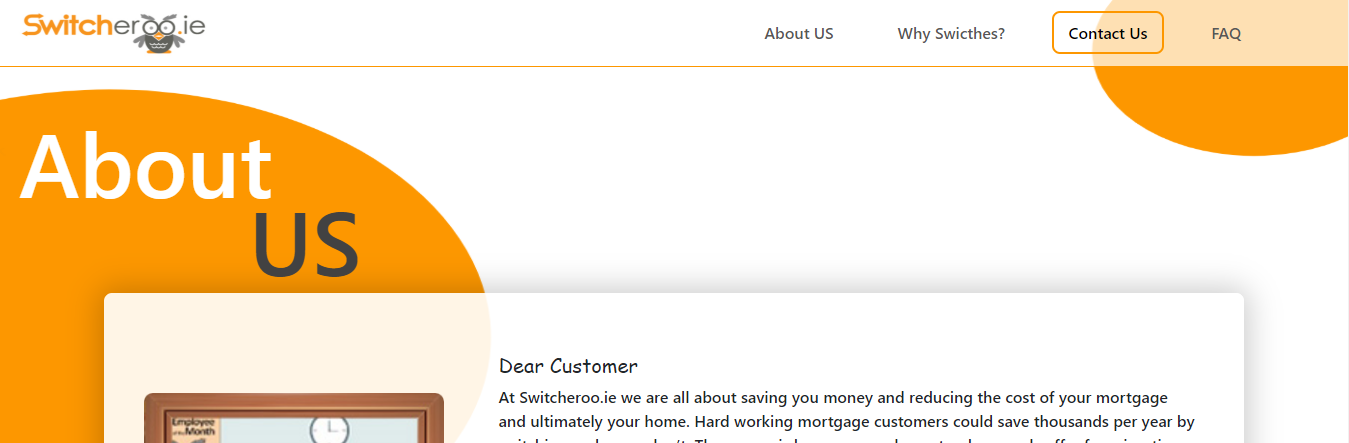 Switcheroo.ie
About US
Why Swicthes?
Contact Us
FAQ
About
US
Dear Customer
At Switcheroo.ie we are all about saving you money and reducing the cost of your mortgage
and ultimately your home. Hard working mortgage customers could save thousands per year by
Employee
of the Month